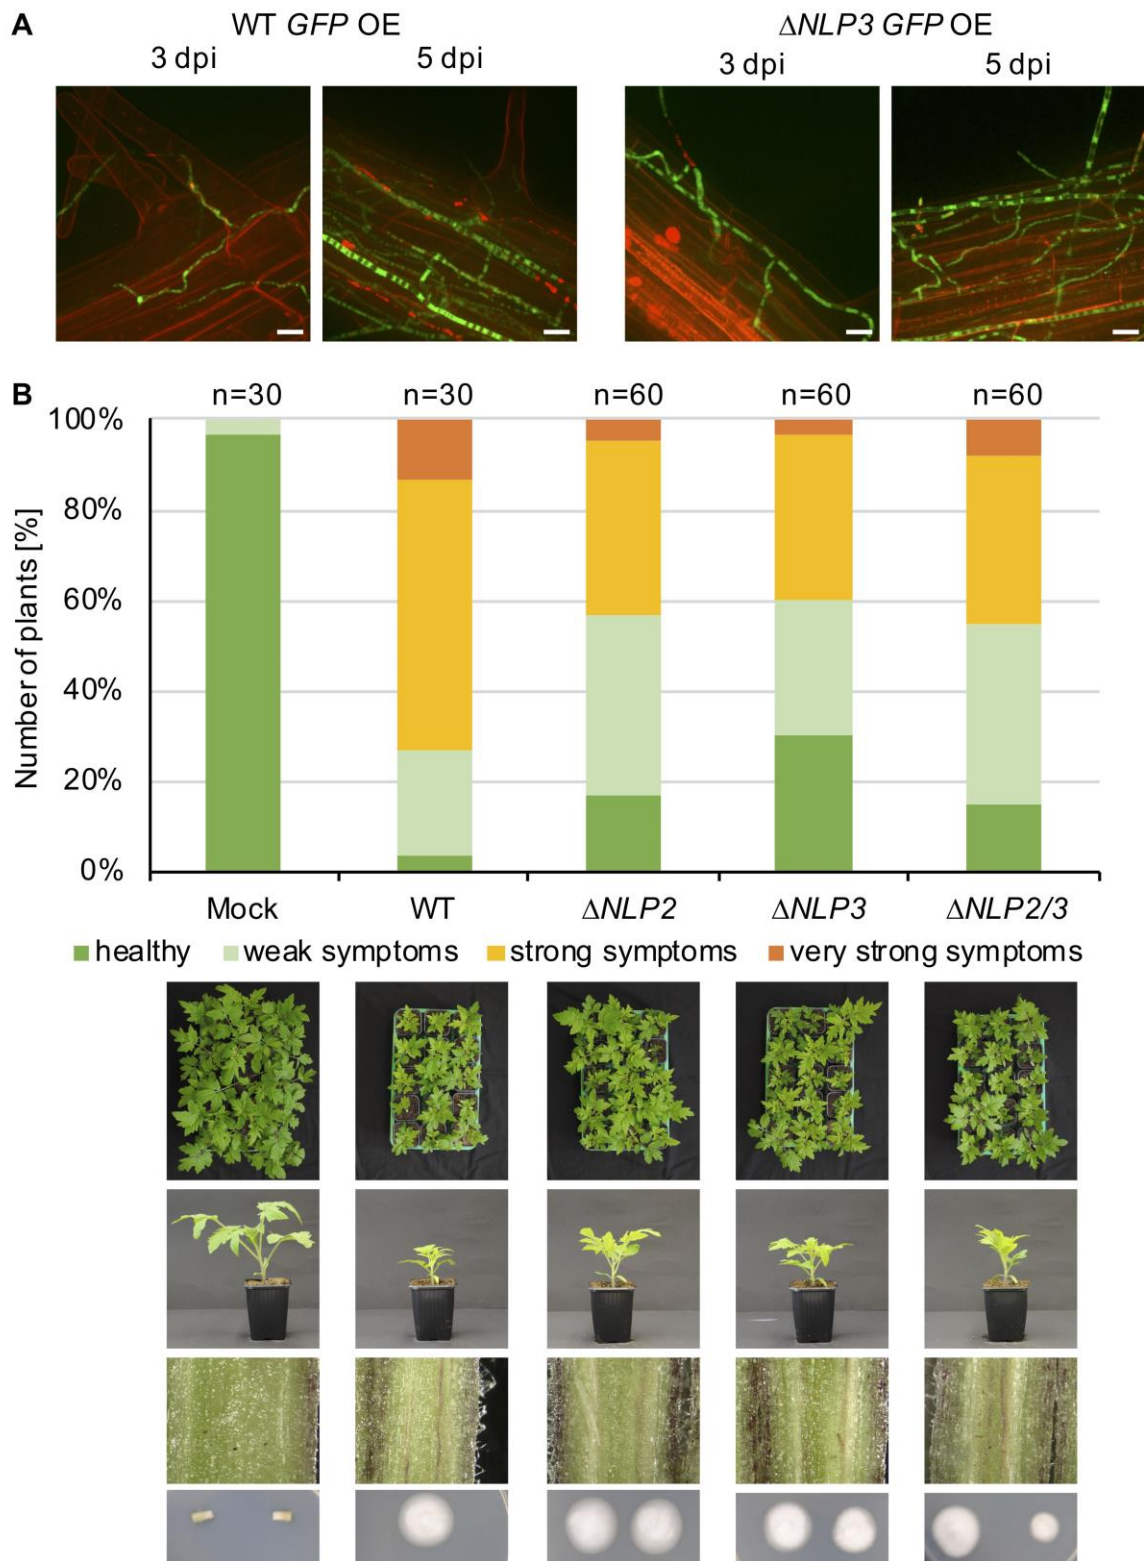 A
WT GFP OE
ΔNLP3 GFP OE
3 dpi
5 dpi
3 dpi
5 dpi
B
n=30
n=30
n=60
n=60
n=60
Number of plants [%]
100%
80%
60%
40%
20%
0%
Mock
WT
ΔNLP2
ΔNLP3
ΔNLP2/3
healthy
weak symptoms
strong symptoms
very strong symptoms